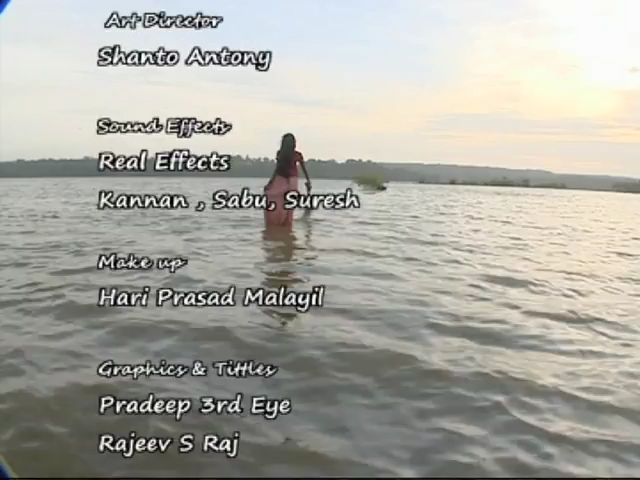 Art Director
Shanto Antony
Sound Effects
Real Effects
Kannan , Sabu, Suresh
Make up
Hari Prasad Malayil
Graphics & Tittles
Pradeep 3rd Eye
Rajeev S Raj